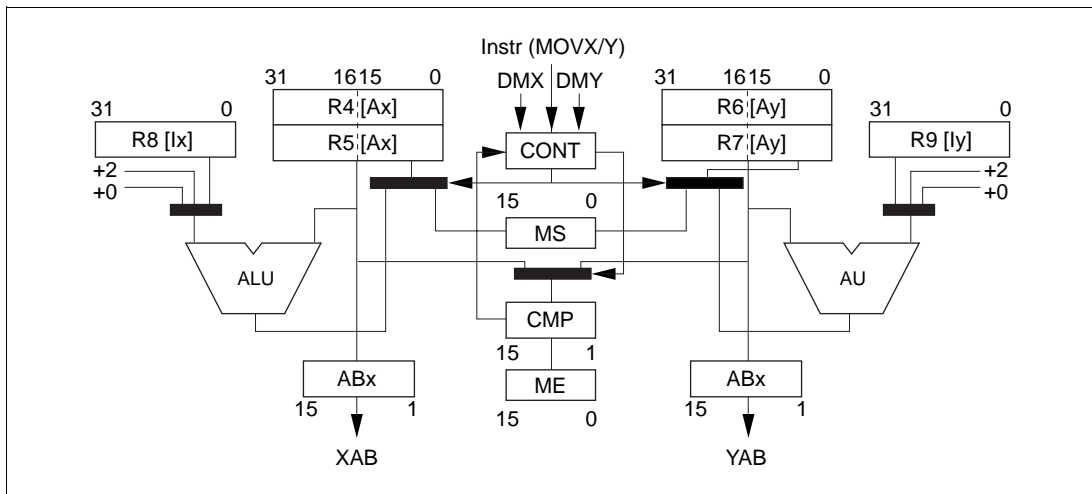 Instr (MOVX/Y)
31 16 15 0 DMX DMY 31 16 15 0
31 0 R4 [Ax] R6 [Ay] 31 0
R8 [Ix] R5 [Ax] CONT R7 [Ay] R9 [Iy]
+2 +2
+0 15 0 +0
MS
ALU AU
CMP
15 1
ABx ME ABx
15 1 15 0 15 1
XAB YAB